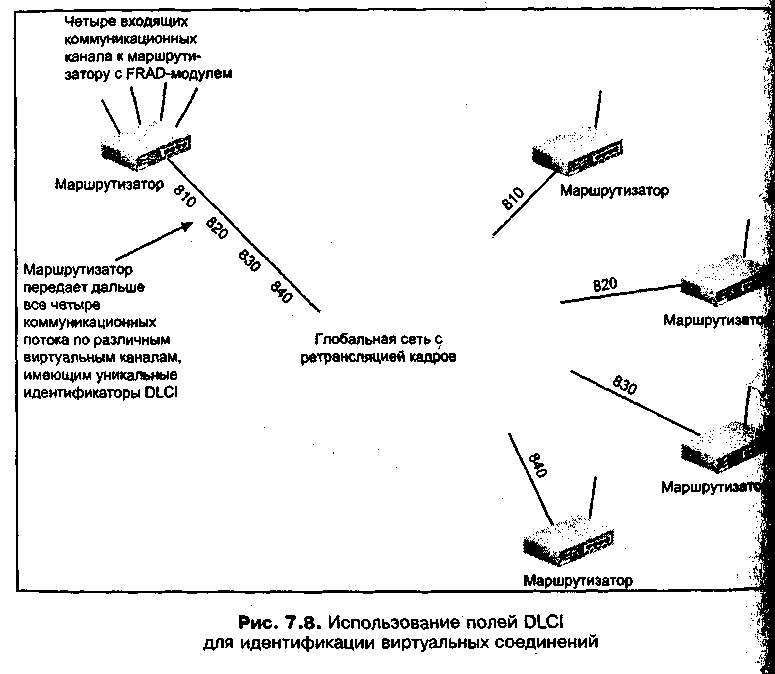 Четыре входящих
коммуникационных
канала к маршрути-
затору с FRAD-модулем
Маршрутизатор
810
820
830
840
Маршрутизатор
передает дальше
все четыре
коммуникационных
потока по различным
виртуальным каналам,
имеющим уникальные
идентификаторы DLCI
Глобальная сеть с
ретрансляцией кадров
810
Маршрутизатор
820
Маршрутизатор
830
Маршрутизатор
840
Маршрутизатор
Рис. 7.8. Использование полей DLCI
для идентификации виртуальных соединений